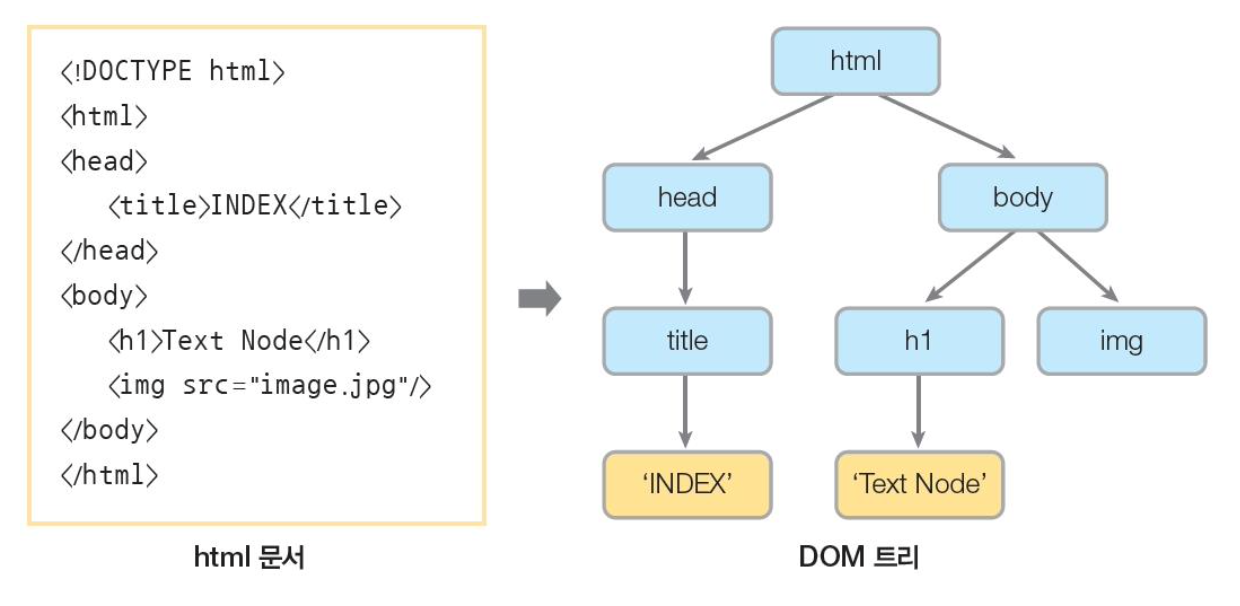 <!DOCTYPE html>
<html>
<head>
<title>INDEX</title>
</head>
<body>
<h1>Text Node</h1>
<img src="image.jpg"/>
</body>
</html>
html 문서
html
head
body
title
h1
img
‘INDEX’
‘Text Node’
DOM 트리